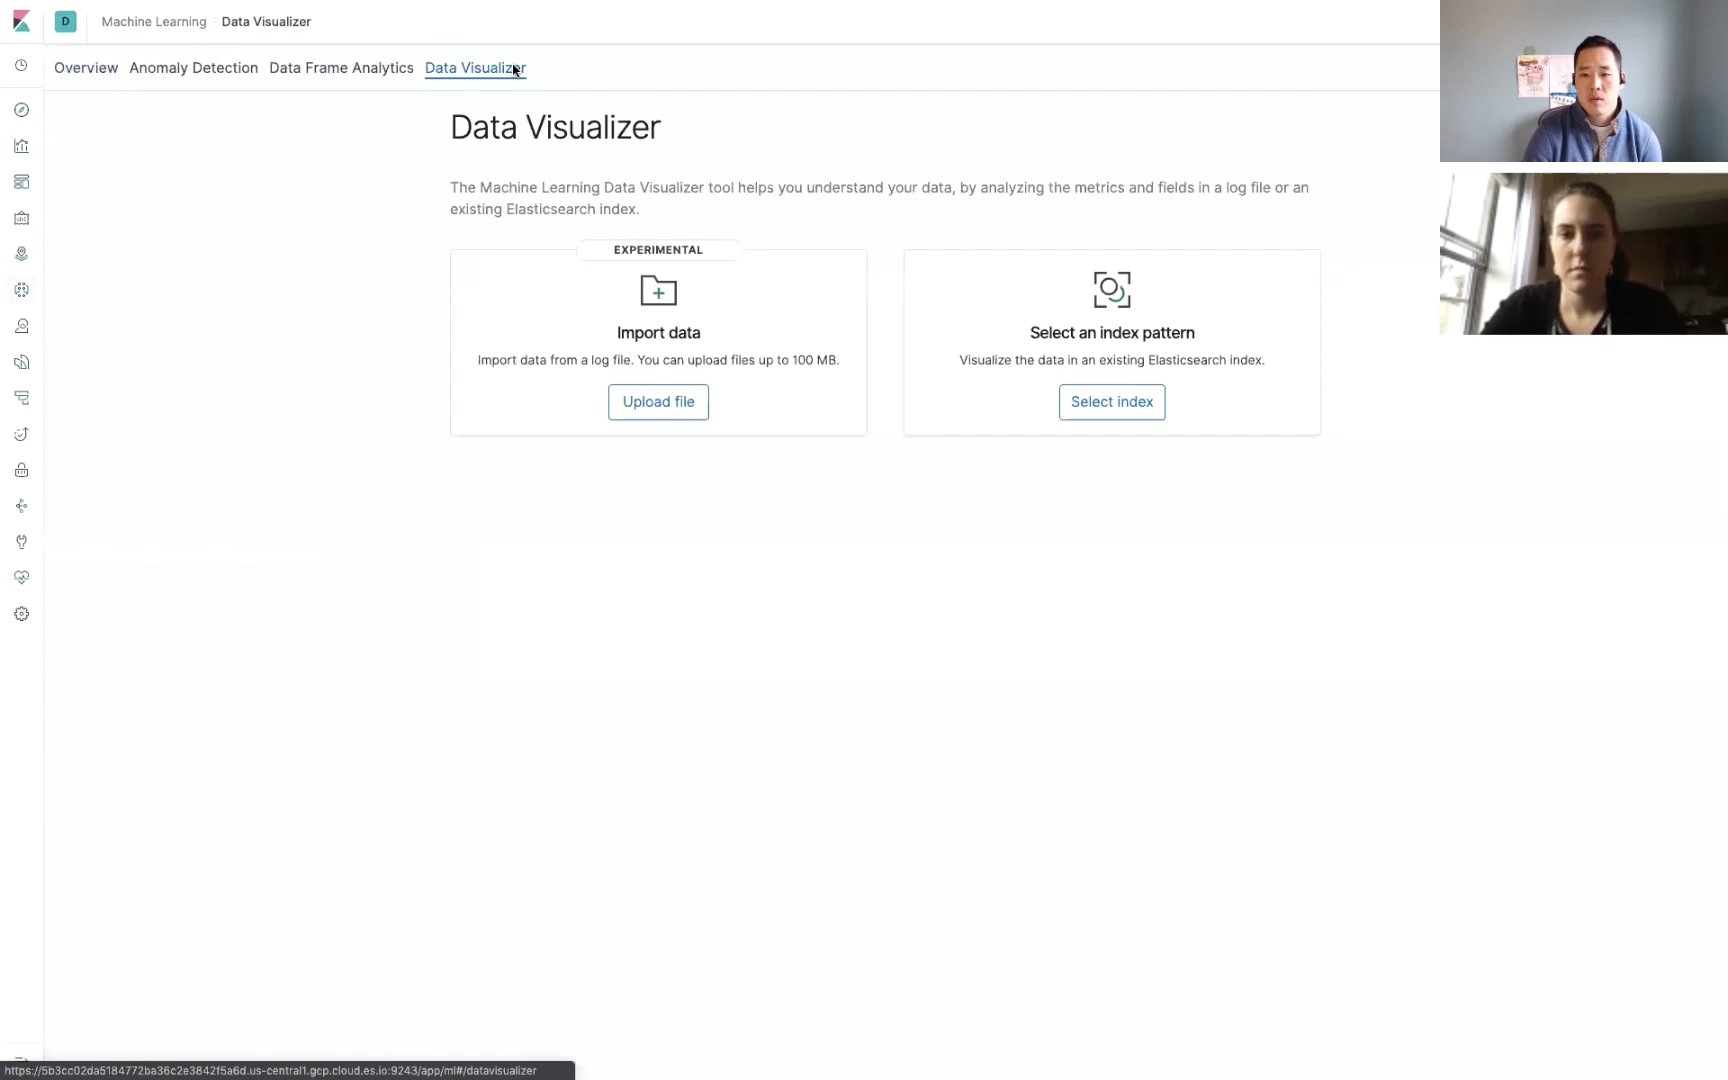 D
Machine Learning
Data Visualizer
Overview
Anomaly Detection
Data Frame Analytics
Data Visualizer
Data Visualizer
The Machine Learning Data Visualizer tool helps you understand your data, by analyzing the metrics and fields in a log file or an
existing Elasticsearch index.
EXPERIMENTAL
Import data
Import data from a log file. You can upload files up to 100 MB.
Upload file
Select an index pattern
Visualize the data in an existing Elasticsearch index.
Select index
https://5b3cc02da5184772ba36c2e3842f5a6d.us-central1.gcp.cloud.es.io:9243/app/ml#/datavisualizer